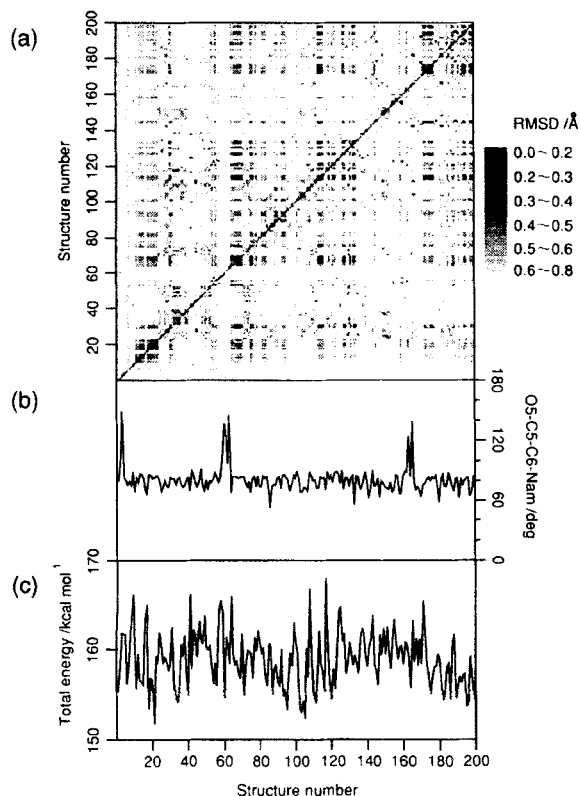 (a)
200
180
160
140
120
100
80
60
40
20
Structure number
RMSD /Å
0.0~0.2
0.2~0.3
0.3~0.4
0.4~0.5
0.5~0.6
0.6~0.8
(b)
180
120
60
0
O5-C5-C6-Nam /deg
(c)
170
160
150
Total energy /kcal mol¹
20 40 60 80 100 120 140 160 180 200
Structure number